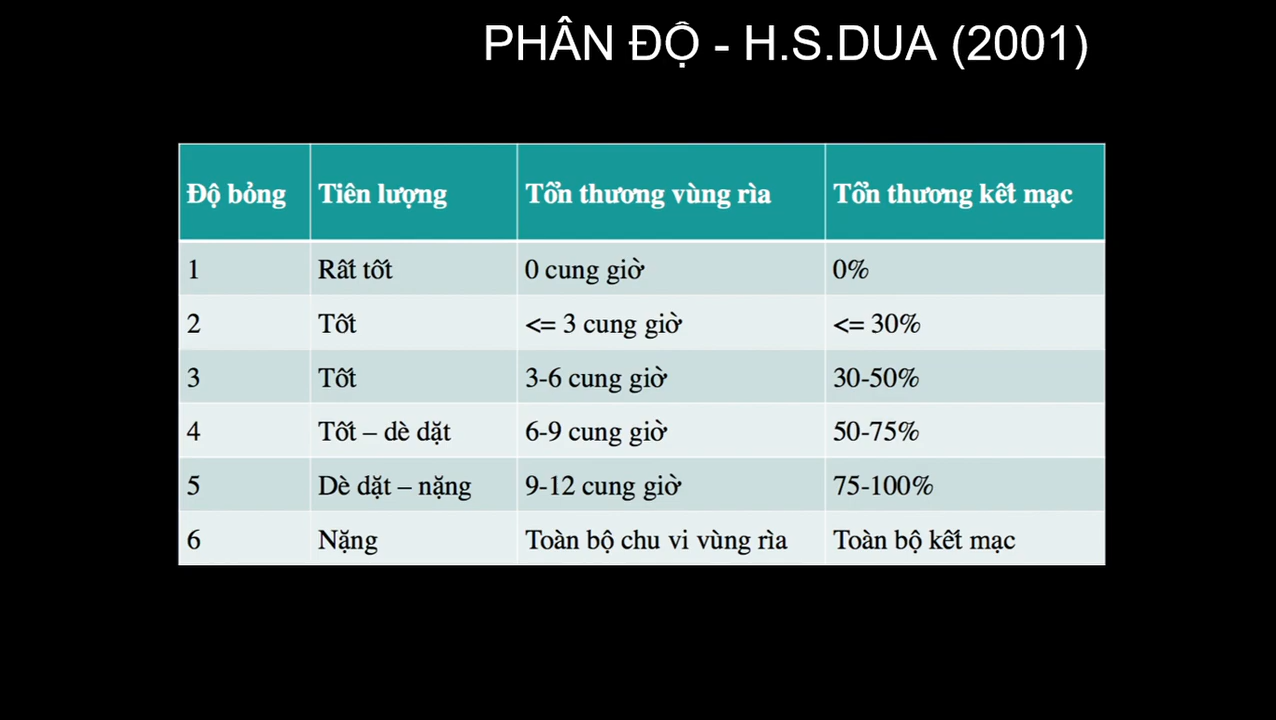 PHÂN ĐỘ - H.S.DUA (2001)
Độ bỏng Tiên lượng Tổn thương vùng rìa Tổn thương kết mạc
1 Rất tốt 0 cung giờ 0%
2 Tốt <= 3 cung giờ <= 30%
3 Tốt 3-6 cung giờ 30-50%
4 Tốt – dè dặt 6-9 cung giờ 50-75%
5 Dè dặt – nặng 9-12 cung giờ 75-100%
6 Nặng Toàn bộ chu vi vùng rìa Toàn bộ kết mạc